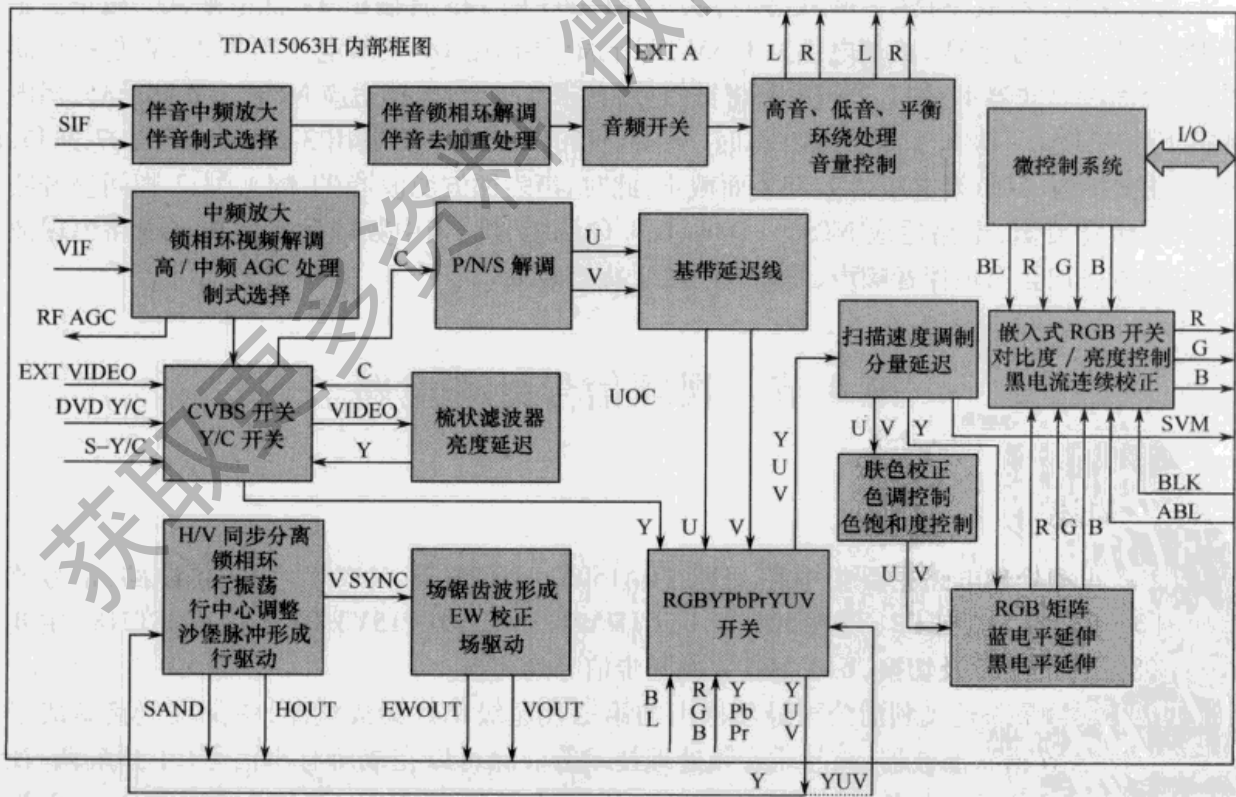 TDA15063H 内部框图
EXT A
L R L R
SIF
伴音中频放大
伴音制式选择
伴音锁相环解调
伴音去加重处理
音频开关
高音、低音、平衡
环绕处理
音量控制
微控制系统
I/O
VIF
中频放大
锁相环视频解调
高/中频 AGC 处理
制式选择
RF AGC
C
P/N/S 解调
U
V
基带延迟线
BL R G B
扫描速度调制
分量延迟
嵌入式 RGB 开关
对比度/亮度控制
黑电流连续校正
R
G
B
SVM
BLK
ABL
EXT VIDEO
DVD Y/C
S-Y/C
CVBS 开关
Y/C 开关
C
VIDEO
Y
梳状滤波器
亮度延迟
UOC
Y
U
V
U V Y
肤色校正
色调控制
色饱和度控制
R G B
U V
H/V 同步分离
锁相环
行振荡
行中心调整
沙堡脉冲形成
行驱动
V SYNC
场锯齿波形成
EW 校正
场驱动
Y U V
RGBYPbPrYUV
开关
RGB 矩阵
蓝电平延伸
黑电平延伸
SAND HOUT EWOUT VOUT
B
L
R
G
B
Y
Pb
Pr
Y
U
V
Y YUV
获取更多资料 微